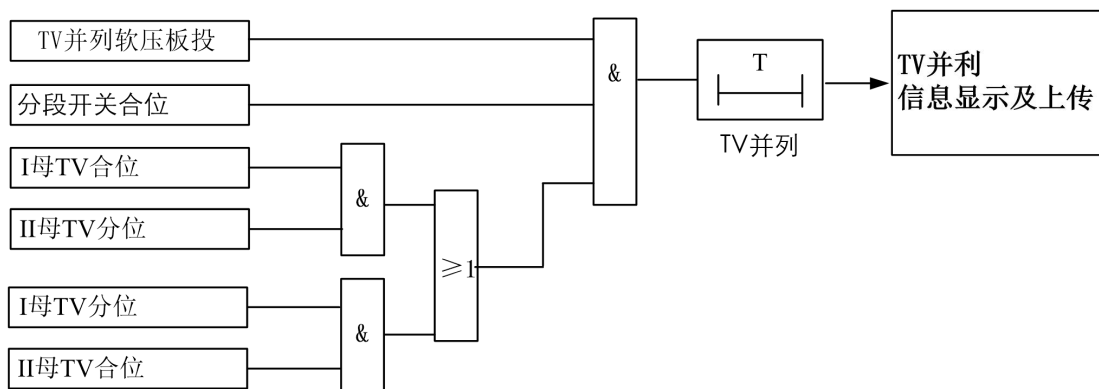 TV并列软压板投
分段开关合位
I母TV合位
II母TV分位
I母TV分位
II母TV合位
&
&
≥1
&
T
TV并列
TV并利
信息显示及上传